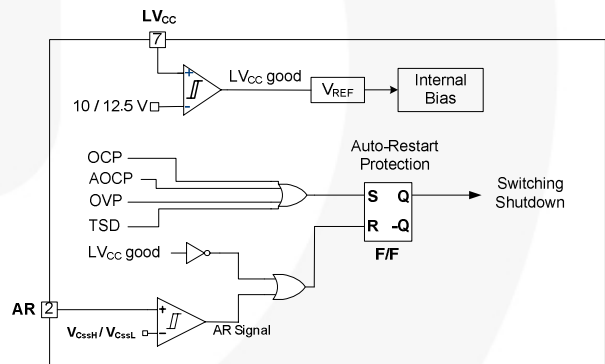 LVCC
7
LVCC good
10 / 12.5 V
VREF
Internal
Bias
Auto-Restart
Protection
OCP
AOCP
OVP
TSD
S Q
R -Q
F/F
Switching
Shutdown
LVCC good
AR 2
VCssH / VCssL
AR Signal
+
-
+
-